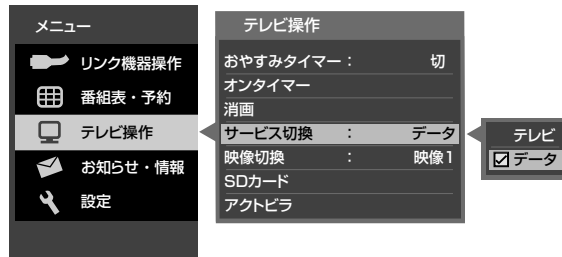 メニュー
リンク機器操作
番組表・予約
テレビ操作
お知らせ・情報
設定
テレビ操作
おやすみタイマー： 切
オンタイマー
消画
サービス切換 ： データ
映像切換 ： 映像1
SDカード
アクトビラ
テレビ
データ